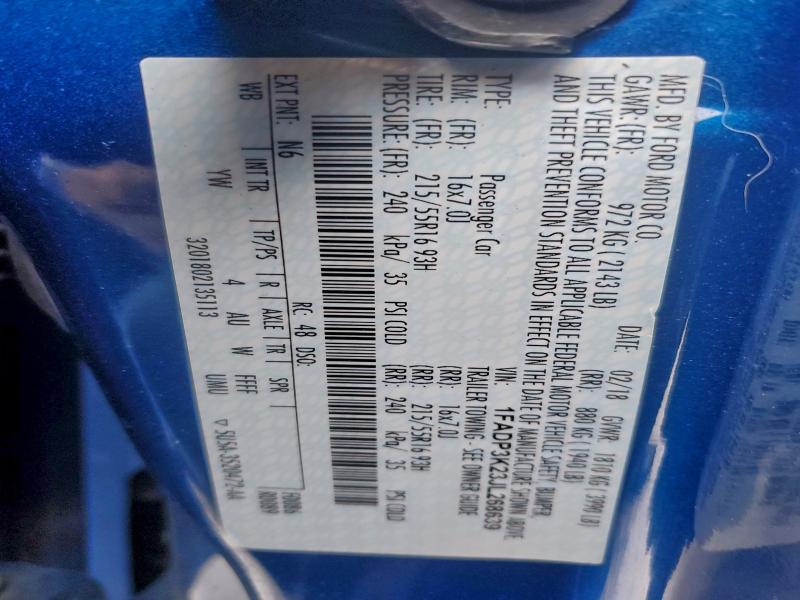 MFD. BY FORD MOTOR CO.
DATE: 02/18 GVWR: 1810 KG (3990 LB)
GAWR: (FR): 972 KG (2143 LB) (RR): 880 KG (1940 LB)
THIS VEHICLE CONFORMS TO ALL APPLICABLE FEDERAL MOTOR VEHICLE SAFETY, BUMPER,
AND THEFT PREVENTION STANDARDS IN EFFECT ON THE DATE OF MANUFACTURE SHOWN ABOVE.
VIN: 1FADP3K23JL268639
TYPE: Passenger Car TRAILER TOWING - SEE OWNER GUIDE
RIM: (FR): 16x7.0J (RR): 16x7.0J
TIRE: (FR): 215/55R16 93H (RR): 215/55R16 93H
PRESSURE: (FR): 240 kPa/ 35 PSI COLD (RR): 240 kPa/ 35 PSI COLD
EXT PNT: N6 RC: 48 DSO:
WB INT TR TP/PS R AXLE TR SPR
YW 4 AU W FFFF
3201802135113 UNU